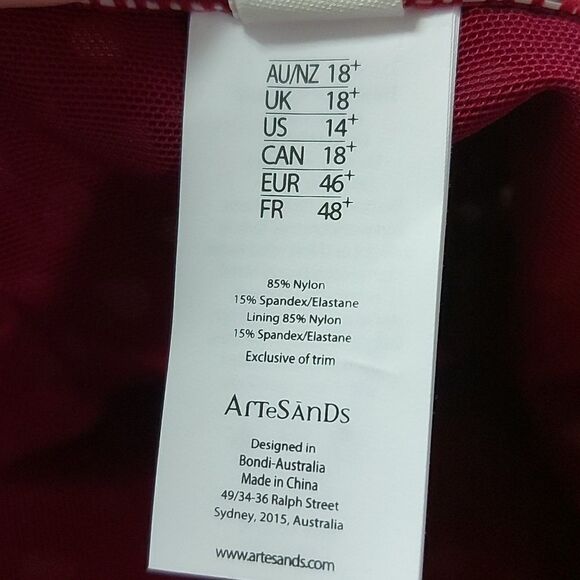 AU/NZ 18+
UK 18+
US 14+
CAN 18+
EUR 46+
FR 48+
85% Nylon
15% Spandex/Elastane
Lining 85% Nylon
15% Spandex/Elastane
Exclusive of trim
ArTeSĀnDs
Designed in
Bondi-Australia
Made in China
49/34-36 Ralph Street
Sydney, 2015, Australia
www.artesands.com